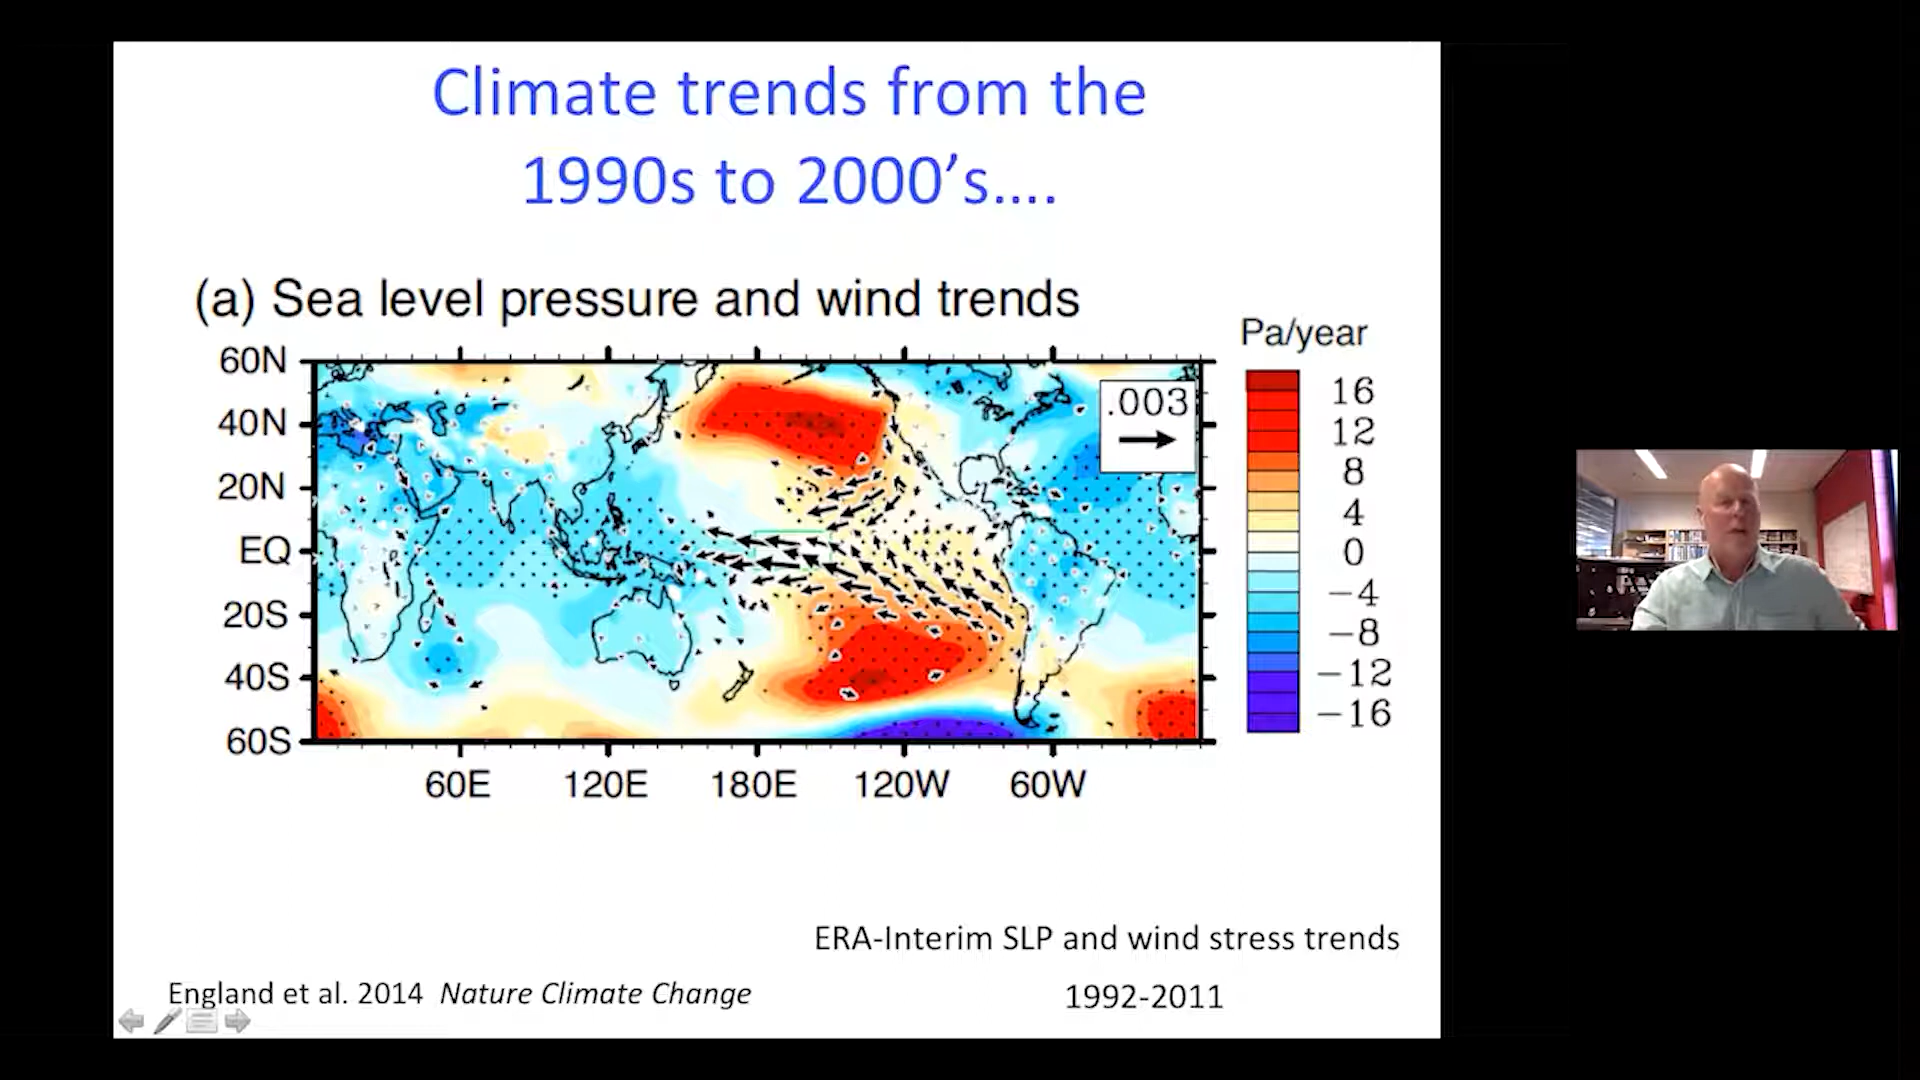 Climate trends from the
1990s to 2000's....
(a) Sea level pressure and wind trends
Pa/year
60N
40N
20N
EQ
20S
40S
60S
.003
16
12
8
4
0
−4
−8
−12
−16
60E 120E 180E 120W 60W
ERA-Interim SLP and wind stress trends
1992-2011
England et al. 2014 Nature Climate Change